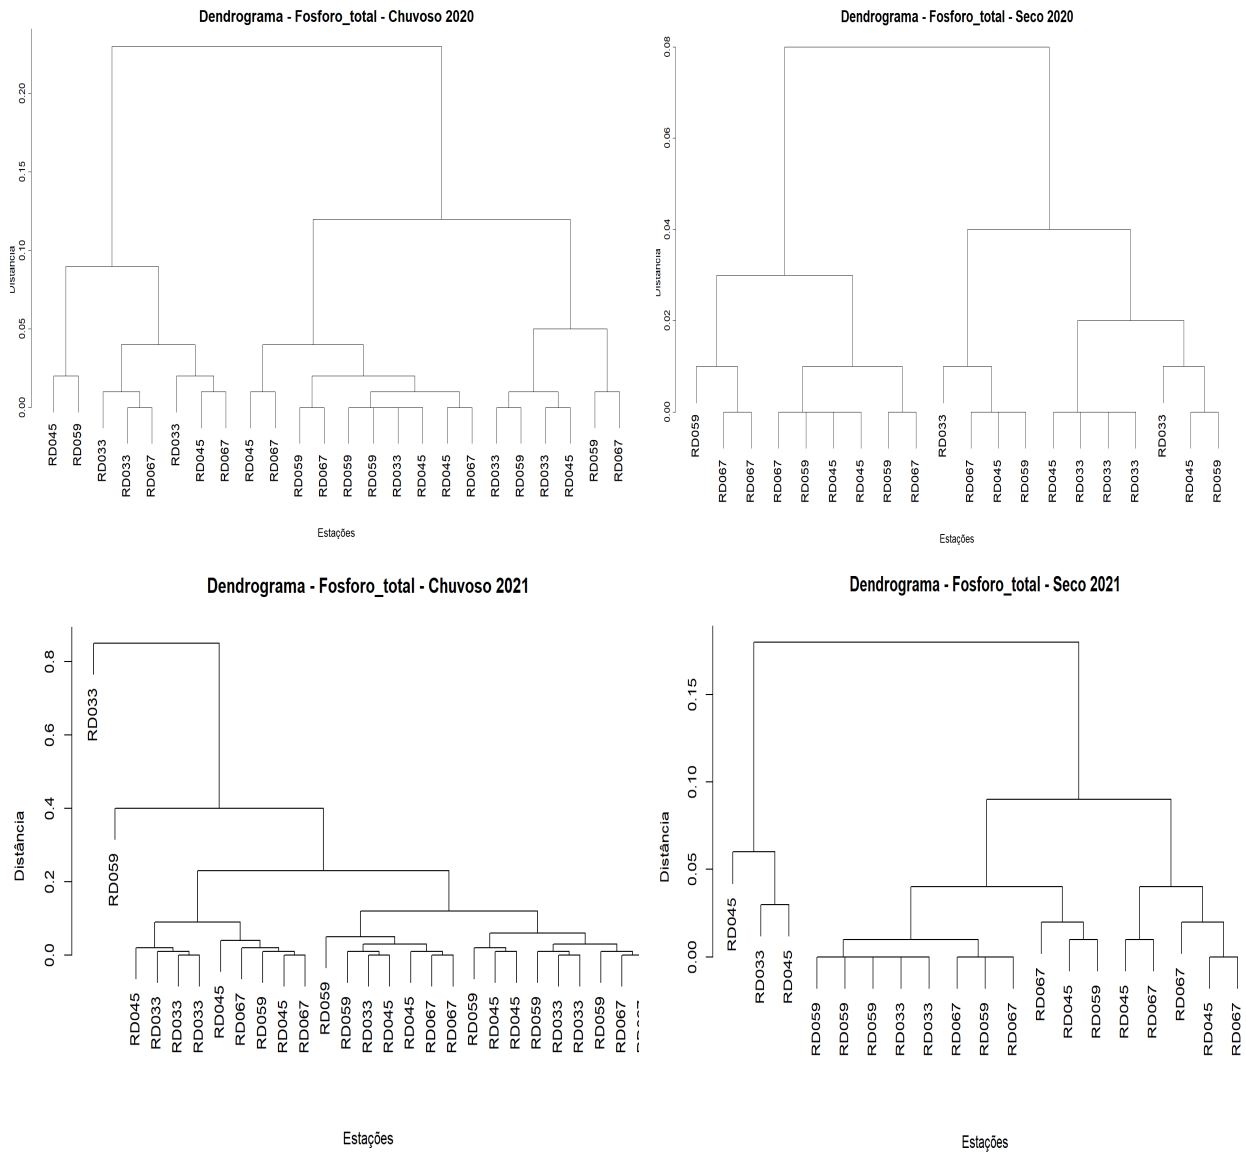 Dendrograma - Fosforo_total - Chuvoso 2020
Distância
0.00 0.05 0.10 0.15 0.20
RD045 RD059 RD033 RD033 RD067 RD033 RD045 RD067 RD045 RD067 RD059 RD067 RD059 RD059 RD033 RD045 RD045 RD067 RD033 RD059 RD033 RD045 RD059 RD067
Estações
Dendrograma - Fosforo_total - Seco 2020
Distância
0.00 0.02 0.04 0.06 0.08
RD059 RD067 RD067 RD067 RD059 RD045 RD045 RD059 RD067 RD033 RD067 RD045 RD059 RD045 RD033 RD033 RD033 RD033 RD045 RD059
Estações
Dendrograma - Fosforo_total - Chuvoso 2021
Distância
0.0 0.2 0.4 0.6 0.8
RD033 RD059 RD045 RD033 RD033 RD033 RD045 RD067 RD059 RD045 RD067 RD059 RD059 RD033 RD045 RD045 RD067 RD067 RD059 RD045 RD045 RD059 RD033 RD033 RD059 RD067
Estações
Dendrograma - Fosforo_total - Seco 2021
Distância
0.00 0.05 0.10 0.15
RD045 RD033 RD045 RD059 RD059 RD059 RD033 RD033 RD067 RD059 RD067 RD067 RD045 RD059 RD045 RD067 RD067 RD045 RD067
Estações